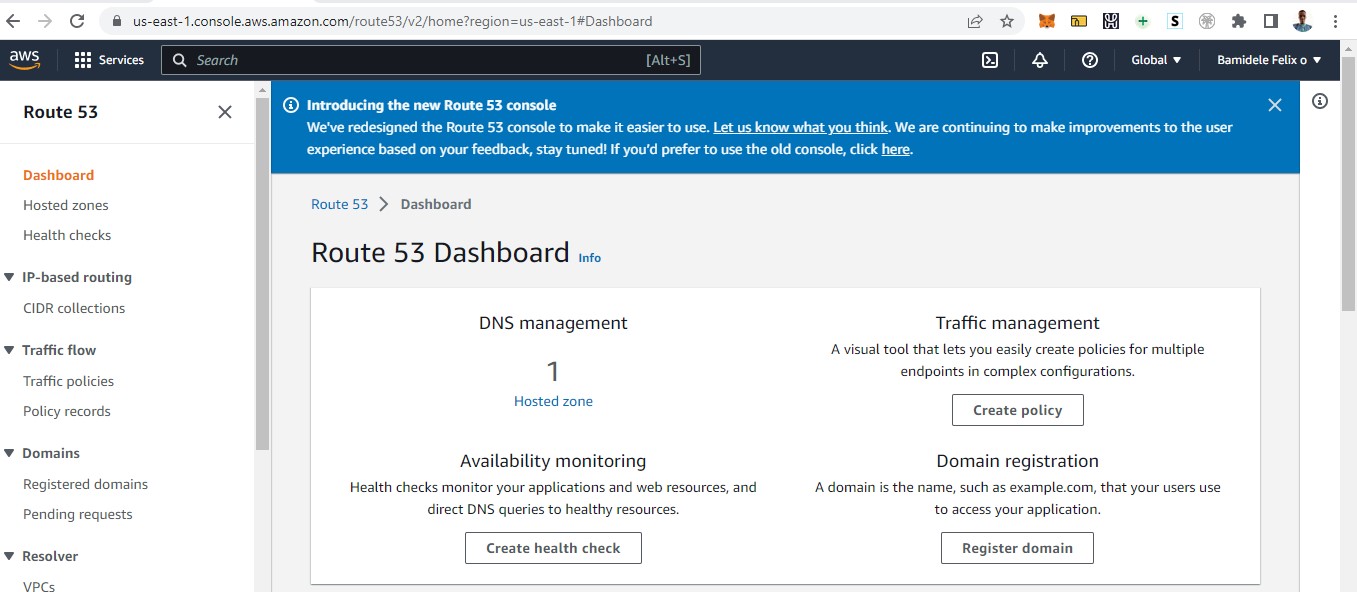 us-east-1.console.aws.amazon.com/route53/v2/home?region=us-east-1#Dashboard
aws
Services
Search
[Alt+S]
Global
Bamidele Felix o
Route 53
Dashboard
Hosted zones
Health checks
IP-based routing
CIDR collections
Traffic flow
Traffic policies
Policy records
Domains
Registered domains
Pending requests
Resolver
VPCs
Introducing the new Route 53 console
We've redesigned the Route 53 console to make it easier to use. Let us know what you think. We are continuing to make improvements to the user
experience based on your feedback, stay tuned! If you'd prefer to use the old console, click here.
Route 53 > Dashboard
Route 53 Dashboard Info
DNS management
1
Hosted zone
Traffic management
A visual tool that lets you easily create policies for multiple
endpoints in complex configurations.
Create policy
Availability monitoring
Health checks monitor your applications and web resources, and
direct DNS queries to healthy resources.
Create health check
Domain registration
A domain is the name, such as example.com, that your users use
to access your application.
Register domain